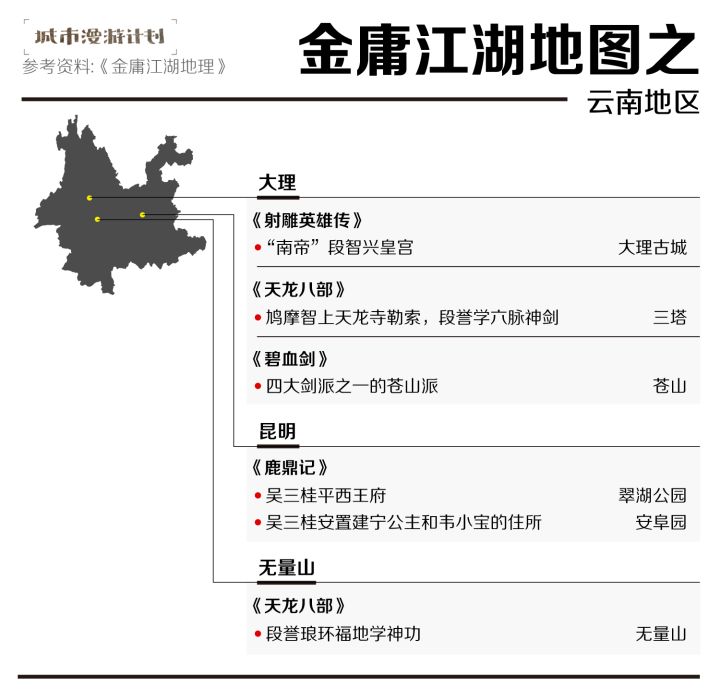 城市漫游计划
参考资料:《金庸江湖地理》
金庸江湖地图之
云南地区
大理
《射雕英雄传》
“南帝”段智兴皇宫 大理古城
《天龙八部》
鸠摩智上天龙寺勒索，段誉学六脉神剑 三塔
《碧血剑》
四大剑派之一的苍山派 苍山
昆明
《鹿鼎记》
吴三桂平西王府 翠湖公园
吴三桂安置建宁公主和韦小宝的住所 安阜园
无量山
《天龙八部》
段誉琅环福地学神功 无量山